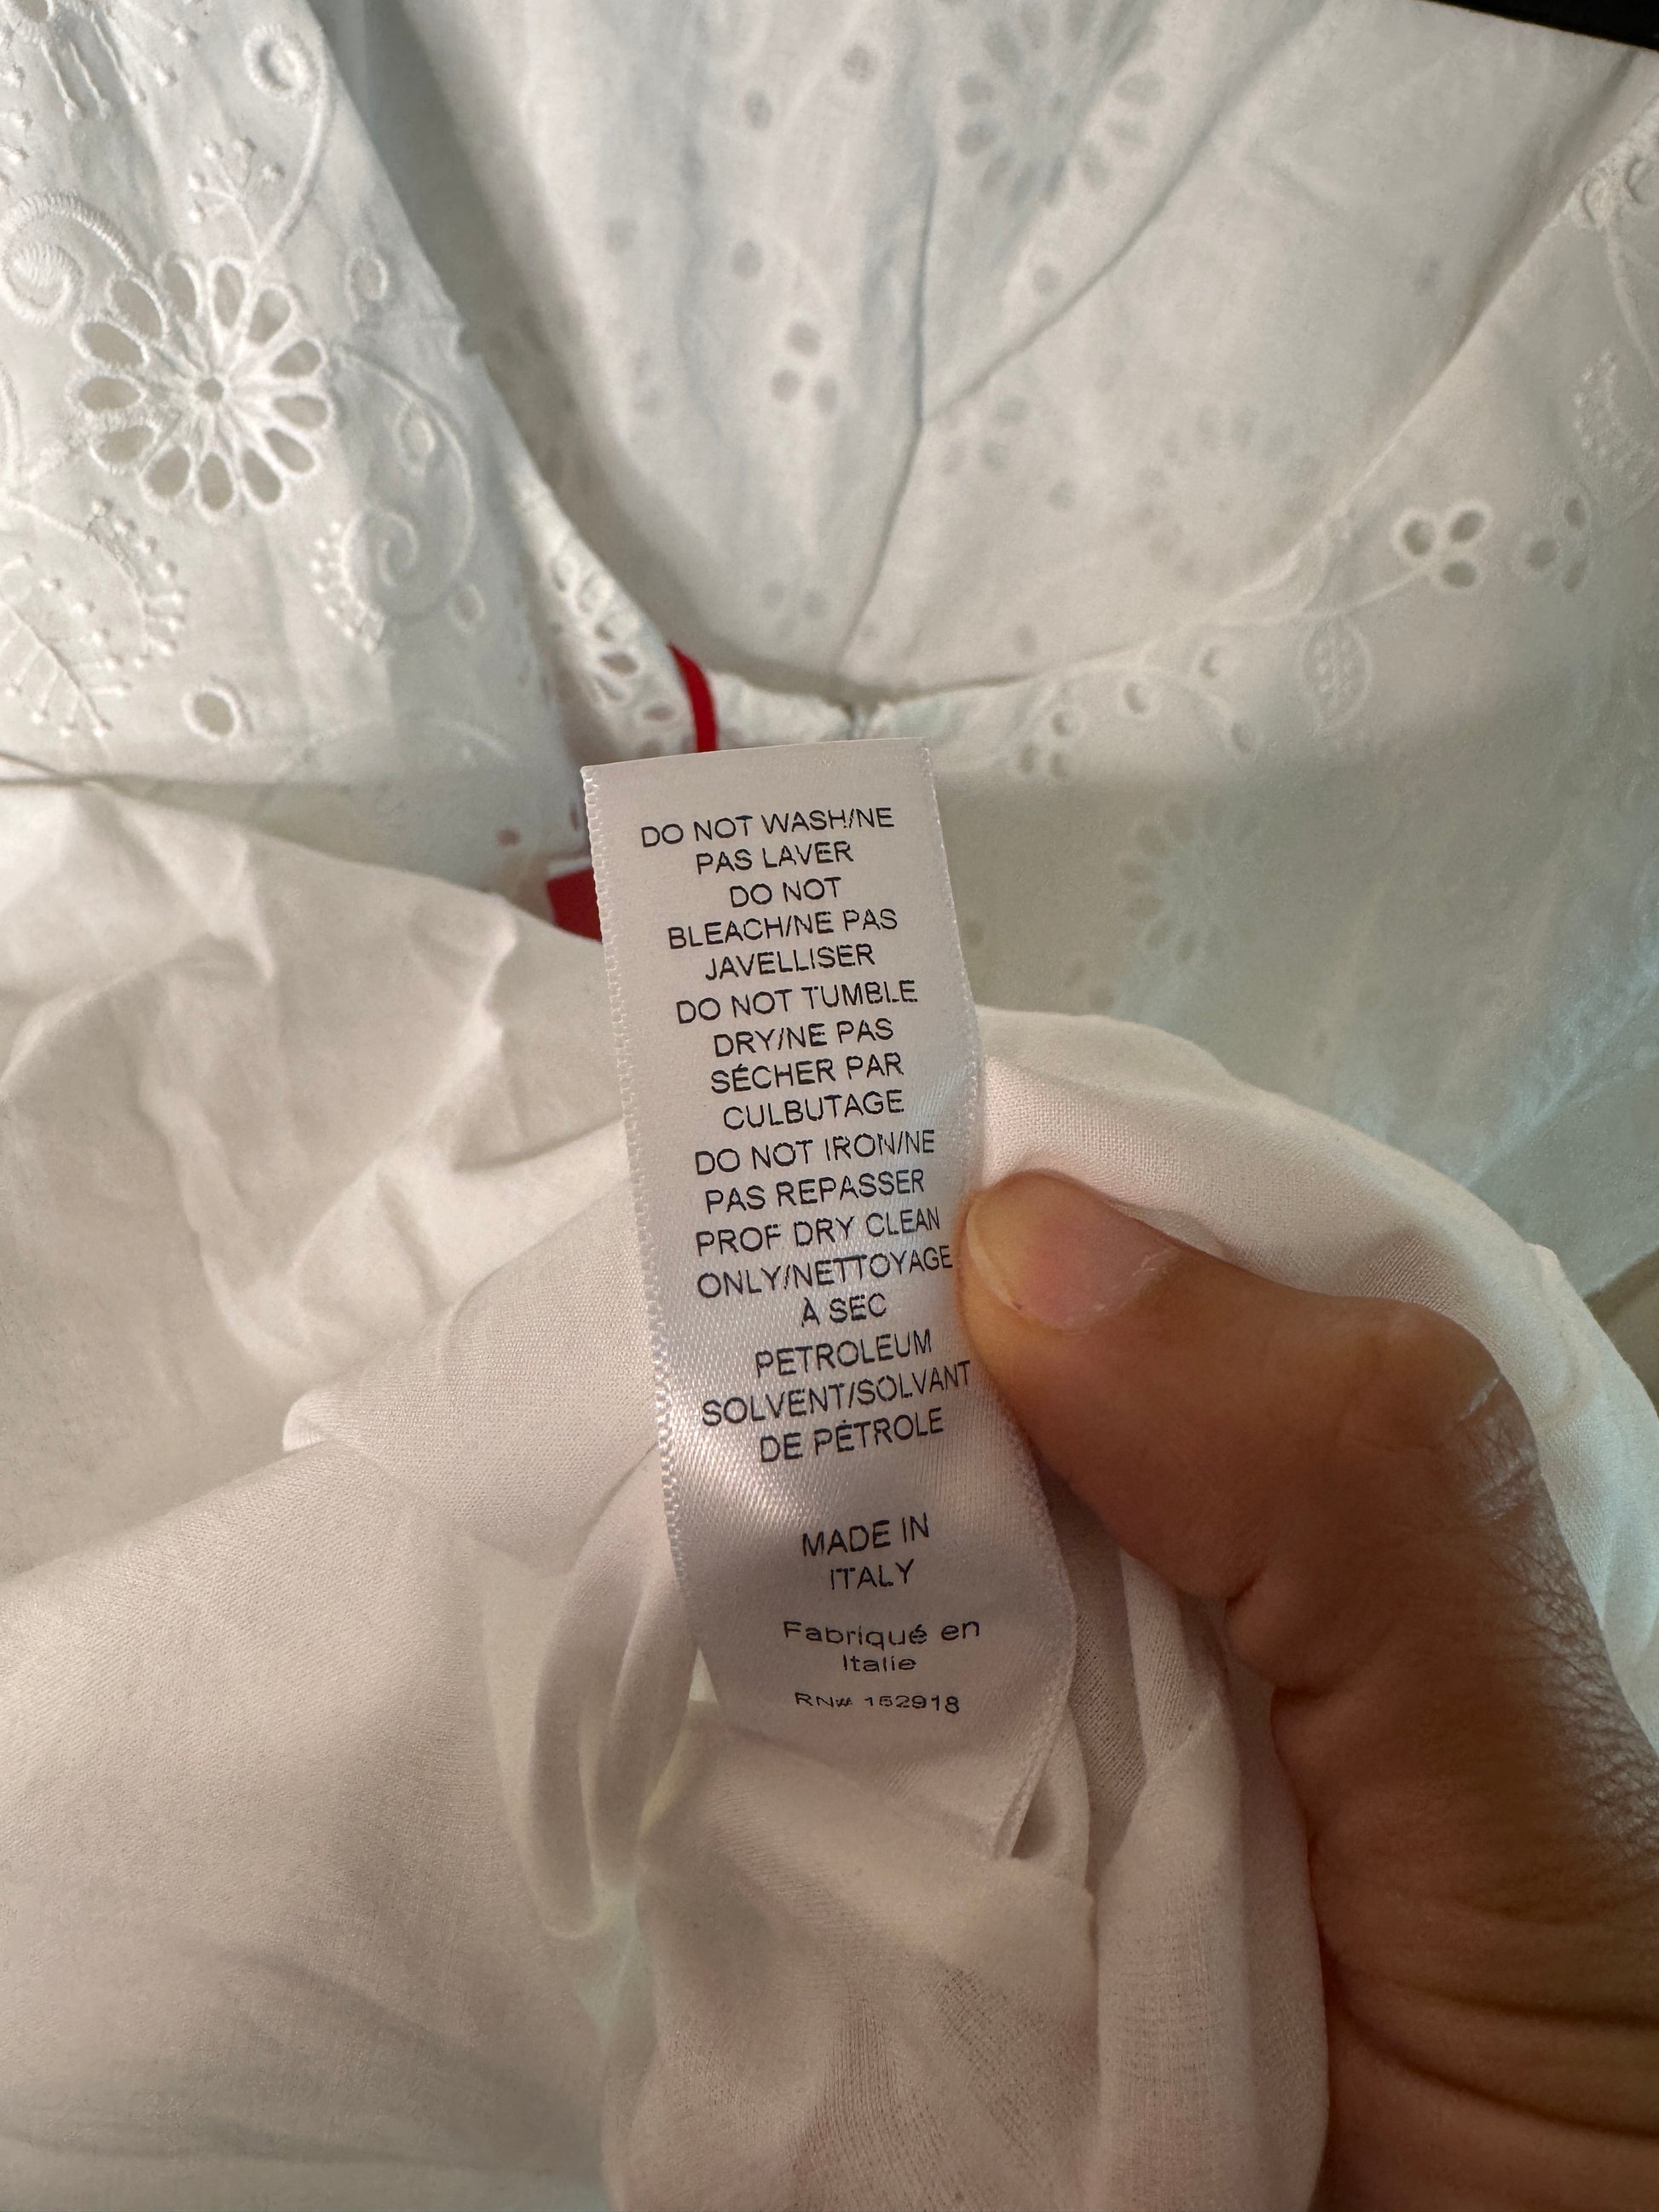 DO NOT WASH/NE
PAS LAVER
DO NOT
BLEACH/NE PAS
JAVELLISER
DO NOT TUMBLE
DRY/NE PAS
SÉCHER PAR
CULBUTAGE
DO NOT IRON/NE
PAS REPASSER
PROF DRY CLEAN
ONLY/NETTOYAGE
À SEC
PETROLEUM
SOLVENT/SOLVANT
DE PÉTROLE
MADE IN
ITALY
Fabriqué en
Italie
RN# 152918